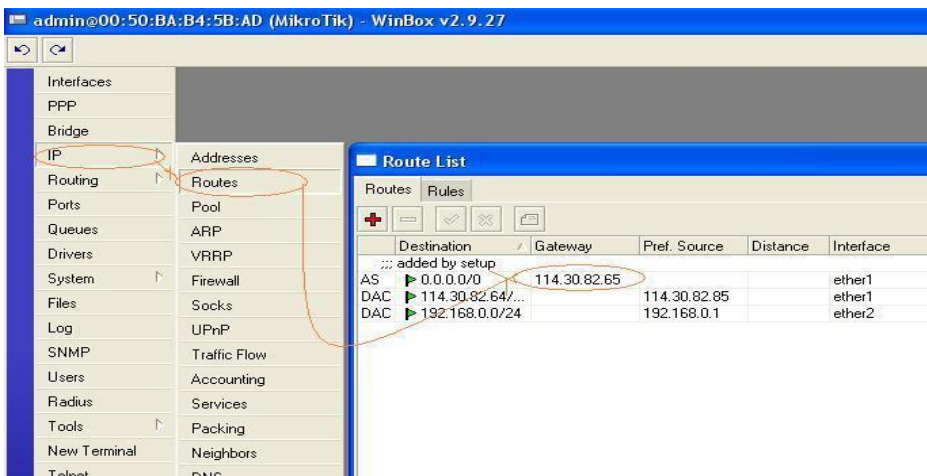 admin@00:50:BA:B4:5B:AD (MikroTik) - WinBox v2.9.27
Interfaces
PPP
Bridge
IP
Routing
Ports
Queues
Drivers
System
Files
Log
SNMP
Users
Radius
Tools
New Terminal
Telnet
Addresses
Routes
Pool
ARP
VRRP
Firewall
Socks
UPnP
Traffic Flow
Accounting
Services
Packing
Neighbors
DNS
Route List
Routes Rules
Destination / Gateway Pref. Source Distance Interface
;;; added by setup
AS 0.0.0.0/0 114.30.82.65 ether1
DAC 114.30.82.64/... 114.30.82.85 ether1
DAC 192.168.0.0/24 192.168.0.1 ether2